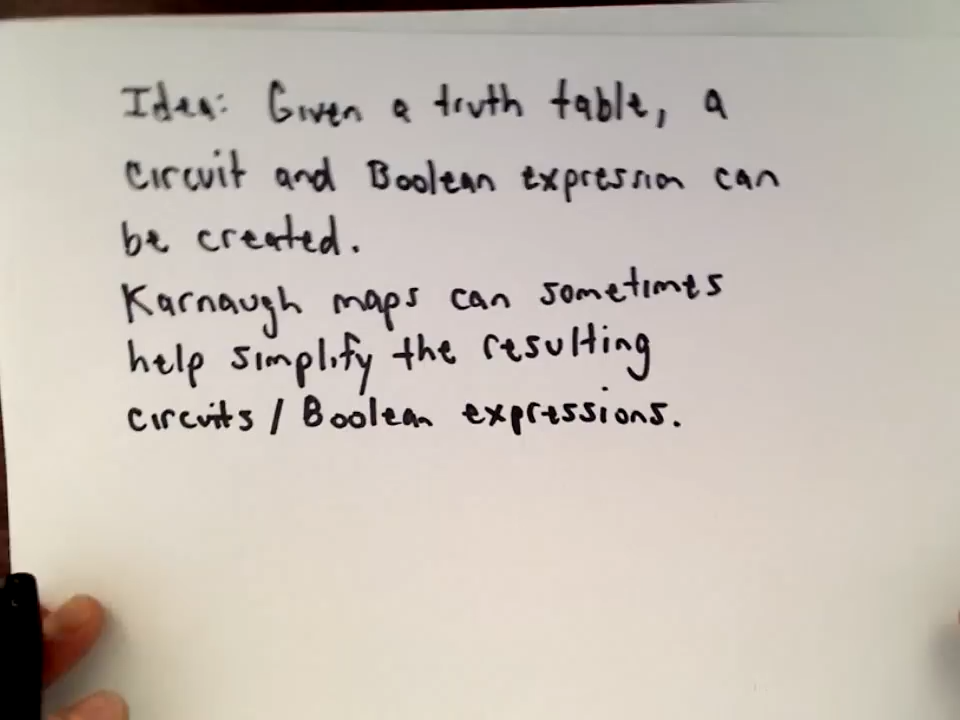 Idea: Given a truth table, a
circuit and Boolean expression can
be created.
Karnaugh maps can sometimes
help simplify the resulting
circuits / Boolean expressions.